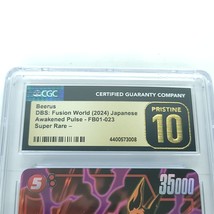 CGC
CERTIFIED GUARANTY COMPANY
Beerus
DBS: Fusion World (2024) Japanese
Awakened Pulse - FB01-023
Super Rare -
4400573008
PRISTINE
10
5
35000